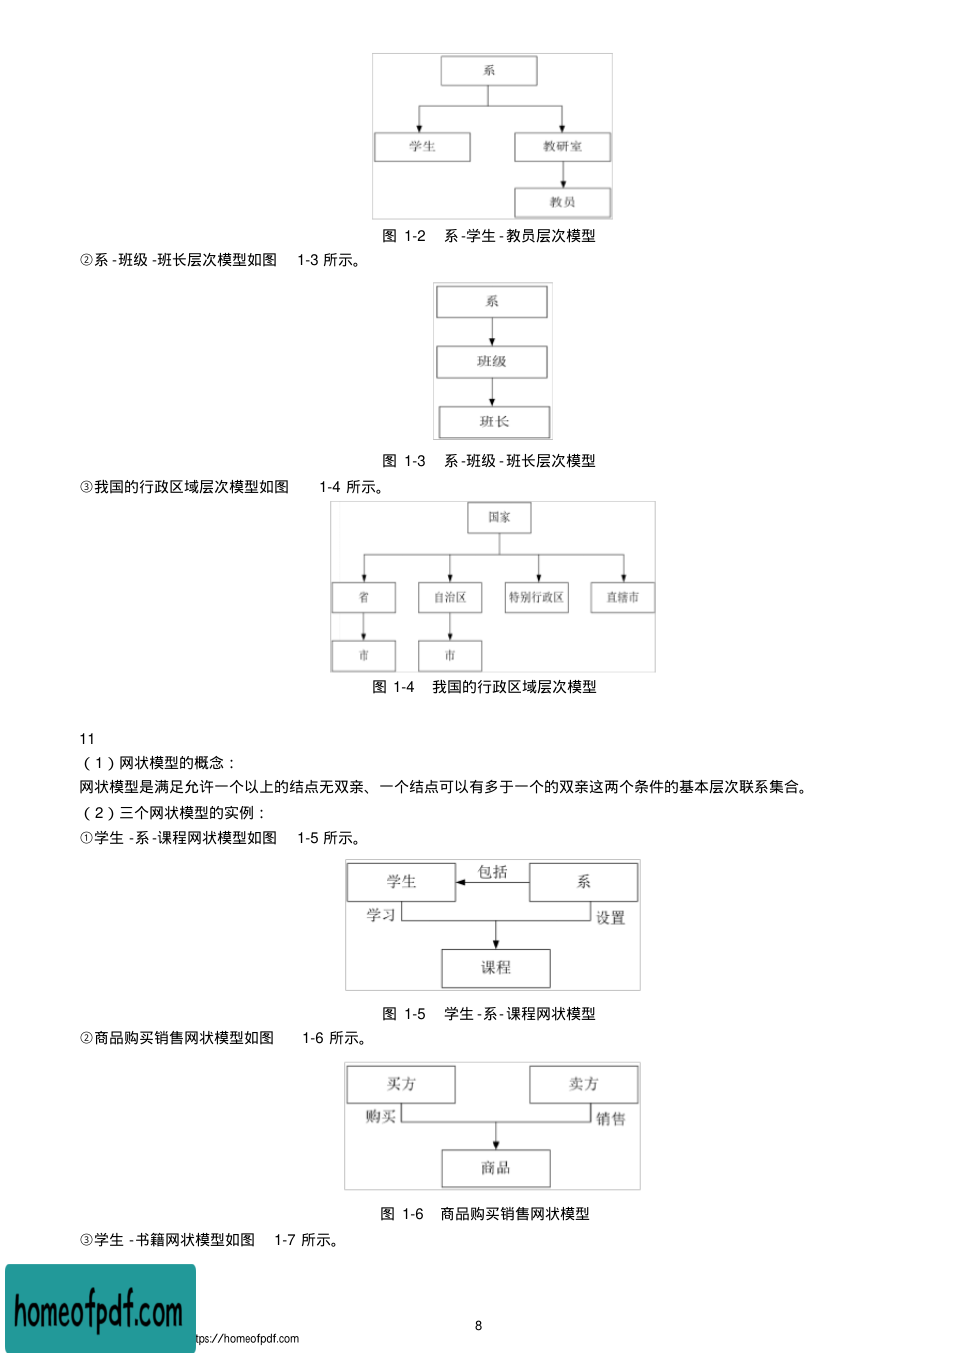 系
学生 教研室
教员
图 1-2 系-学生-教员层次模型
②系-班级-班长层次模型如图 1-3 所示。
系
班级
班长
图 1-3 系-班级-班长层次模型
③我国的行政区域层次模型如图 1-4 所示。
国家
省 自治区 特别行政区 直辖市
市 市
图 1-4 我国的行政区域层次模型
11
（1）网状模型的概念：
网状模型是满足允许一个以上的结点无双亲、一个结点可以有多于一个的双亲这两个条件的基本层次联系集合。
（2）三个网状模型的实例：
①学生-系-课程网状模型如图 1-5 所示。
学生 包括 系
学习 设置
课程
图 1-5 学生-系-课程网状模型
②商品购买销售网状模型如图 1-6 所示。
买方 卖方
购买 销售
商品
图 1-6 商品购买销售网状模型
③学生-书籍网状模型如图 1-7 所示。
homeofpdf.com
8
tps://homeofpdf.com